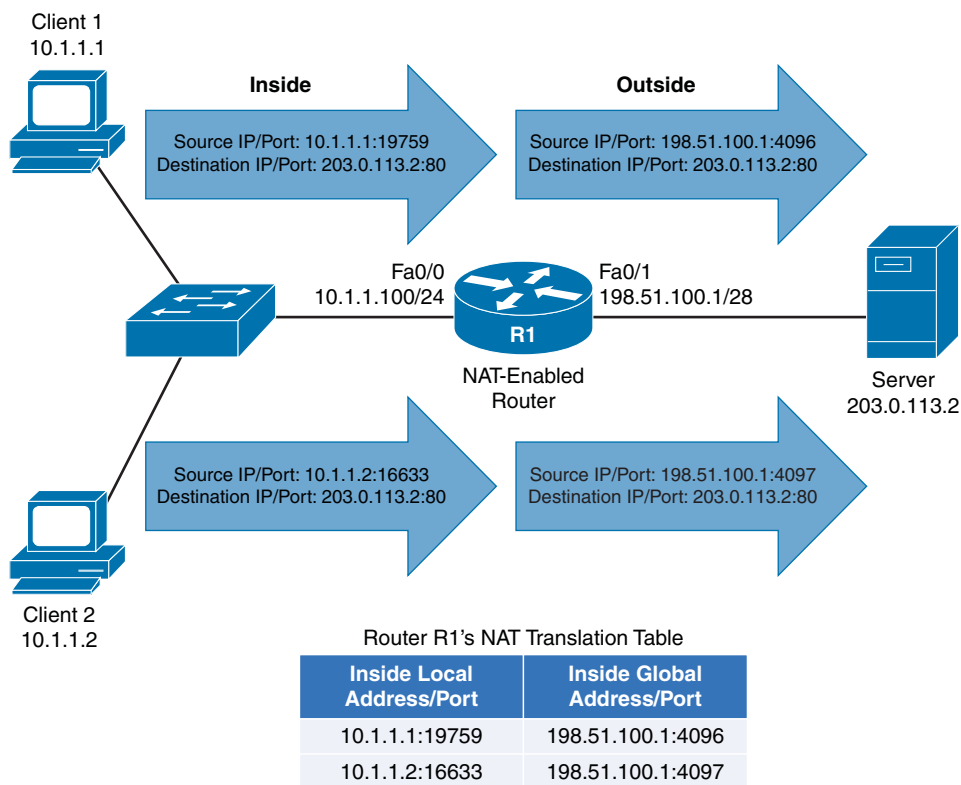 Client 1
10.1.1.1
Inside
Outside
Source IP/Port: 10.1.1.1:19759
Destination IP/Port: 203.0.113.2:80
Source IP/Port: 198.51.100.1:4096
Destination IP/Port: 203.0.113.2:80
Fa0/0
10.1.1.100/24
Fa0/1
198.51.100.1/28
R1
NAT-Enabled
Router
Server
203.0.113.2
Source IP/Port: 10.1.1.2:16633
Destination IP/Port: 203.0.113.2:80
Source IP/Port: 198.51.100.1:4097
Destination IP/Port: 203.0.113.2:80
Client 2
10.1.1.2
Router R1's NAT Translation Table
Inside Local
Address/Port
Inside Global
Address/Port
10.1.1.1:19759
198.51.100.1:4096
10.1.1.2:16633
198.51.100.1:4097